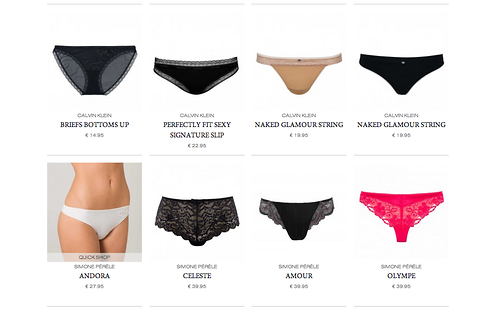 CALVIN KLEIN
BRIEFS BOTTOMS UP
€ 14.95
CALVIN KLEIN
PERFECTLY FIT SEXY
SIGNATURE SLIP
€ 22.95
CALVIN KLEIN
NAKED GLAMOUR STRING
€ 19.95
CALVIN KLEIN
NAKED GLAMOUR STRING
€ 19.95
QUICK SHOP
SIMONE PÉRÈLE
ANDORA
€ 27.95
SIMONE PÉRÈLE
CELESTE
€ 39.95
SIMONE PÉRÈLE
AMOUR
€ 39.95
SIMONE PÉRÈLE
OLYMPE
€ 39.95